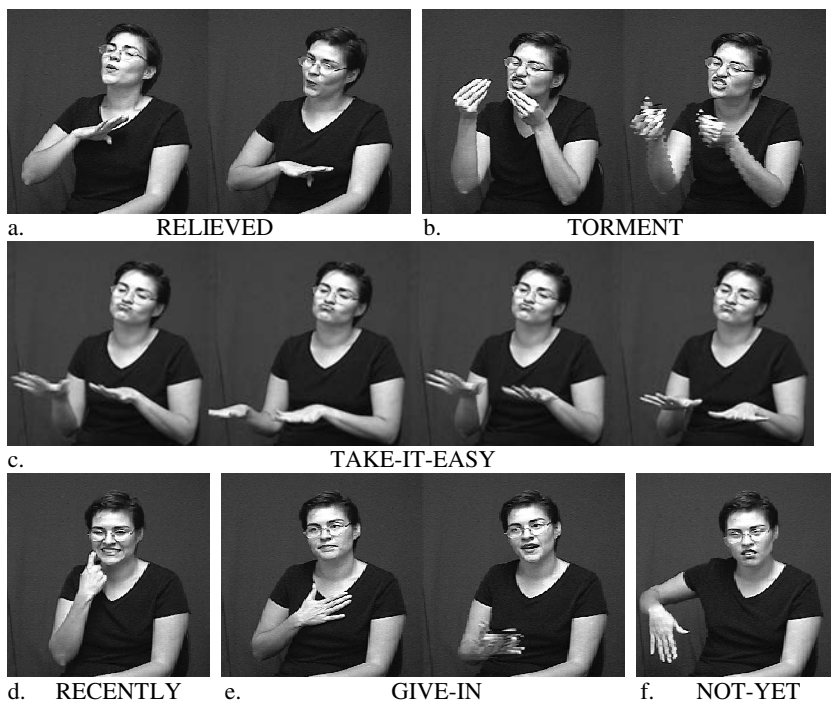 a. RELIEVED b. TORMENT
c. TAKE-IT-EASY
d. RECENTLY e. GIVE-IN f. NOT-YET